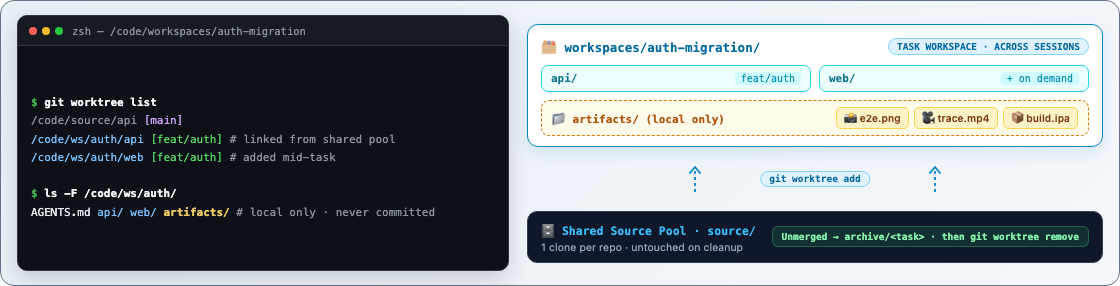 zsh — /code/workspaces/auth-migration
$ git worktree list
/code/source/api [main]
/code/ws/auth/api [feat/auth] # linked from shared pool
/code/ws/auth/web [feat/auth] # added mid-task
$ ls -F /code/ws/auth/
AGENTS.md api/ web/ artifacts/ # local only · never committed
workspaces/auth-migration/
TASK WORKSPACE · ACROSS SESSIONS
api/
feat/auth
web/
+ on demand
artifacts/ (local only)
e2e.png
trace.mp4
build.ipa
git worktree add
Shared Source Pool · source/
1 clone per repo · untouched on cleanup
Unmerged → archive/<task> · then git worktree remove